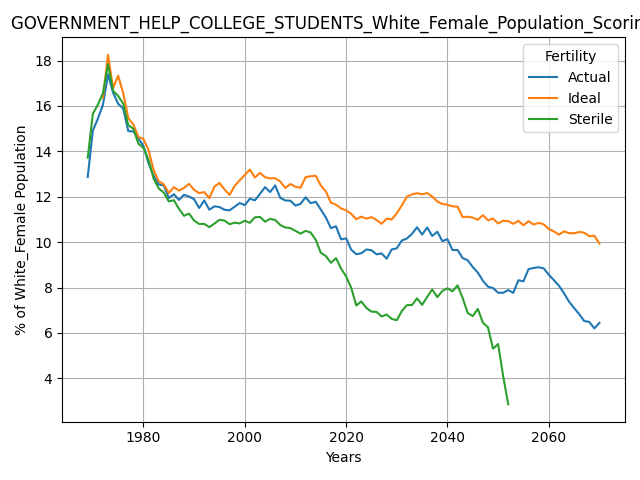 GOVERNMENT_HELP_COLLEGE_STUDENTS_White_Female_Population_Scorin
Fertility
Actual
Ideal
Sterile
% of White_Female Population
18
16
14
12
10
8
6
4
1980 2000 2020 2040 2060
Years